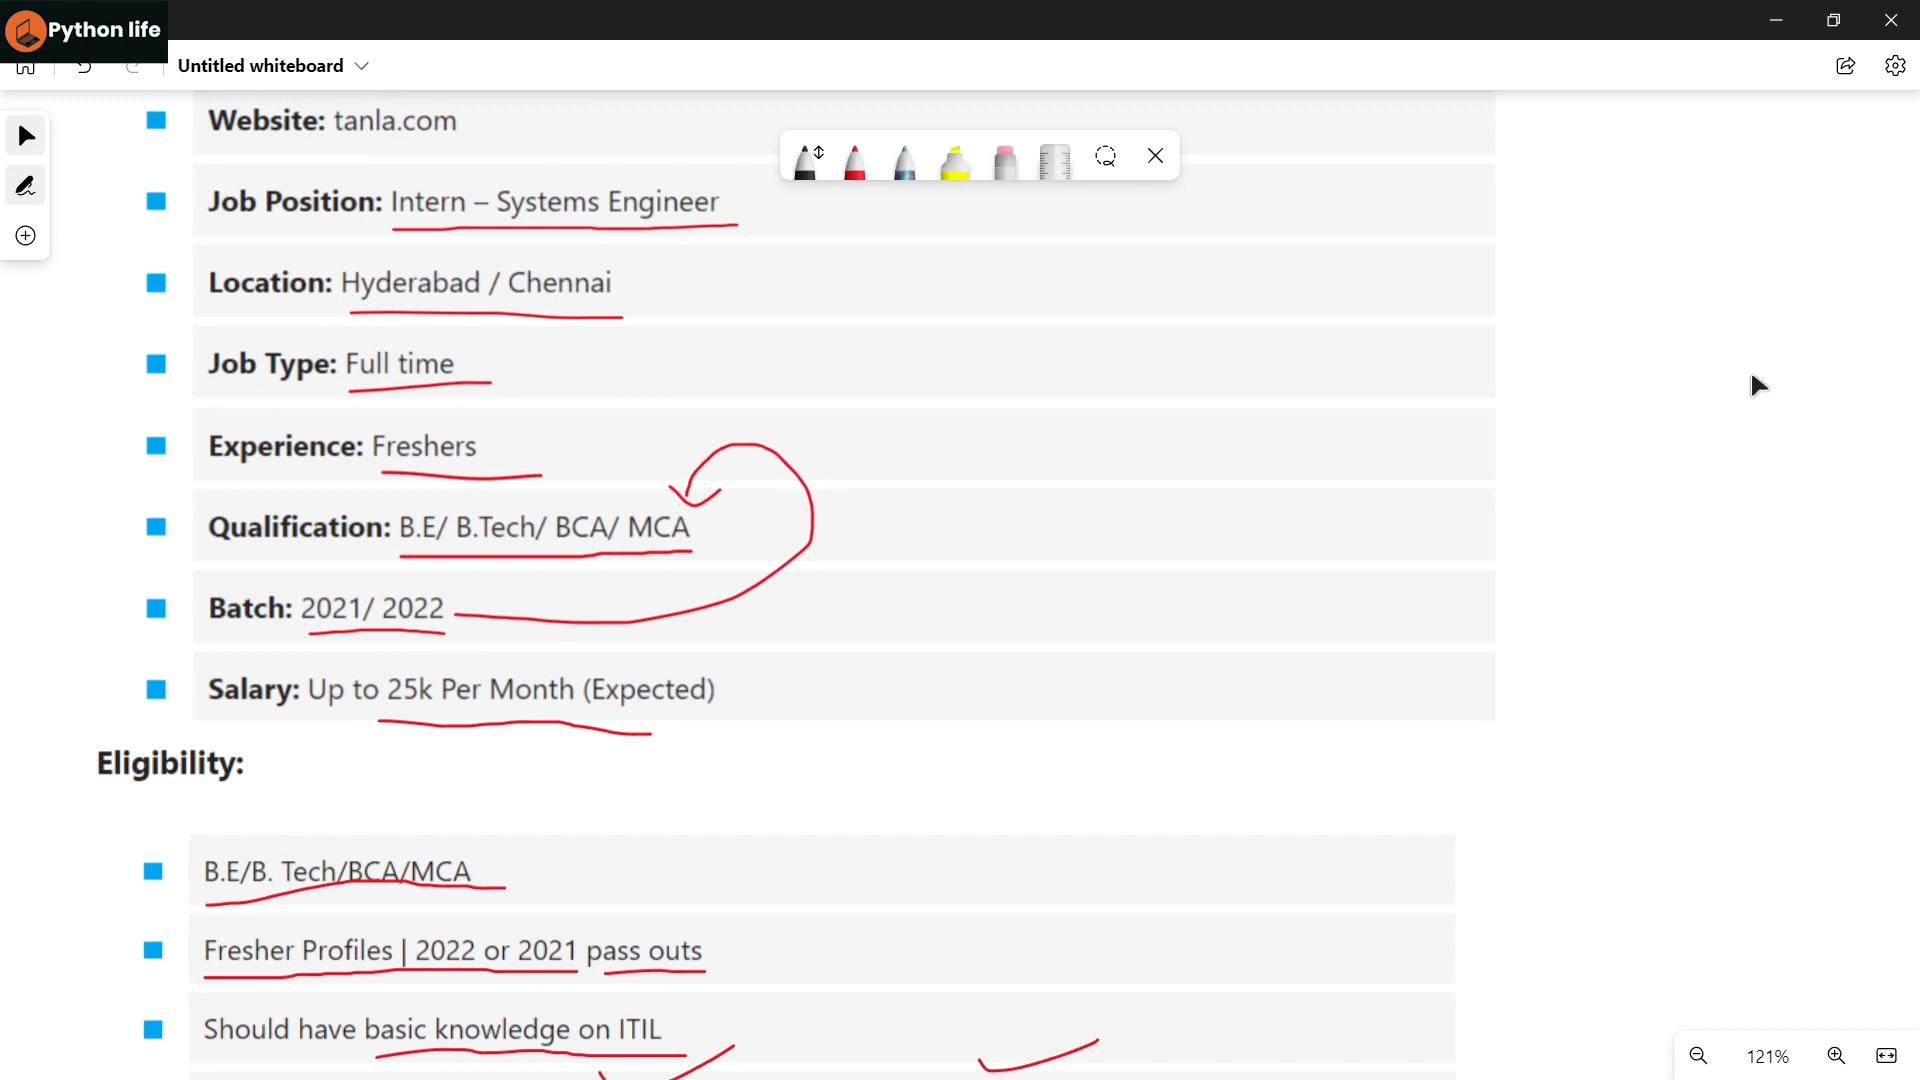 Python life
Untitled whiteboard
Website: tanla.com
Job Position: Intern – Systems Engineer
Location: Hyderabad / Chennai
Job Type: Full time
Experience: Freshers
Qualification: B.E/ B.Tech/ BCA/ MCA
Batch: 2021/ 2022
Salary: Up to 25k Per Month (Expected)
Eligibility:
B.E/B. Tech/BCA/MCA
Fresher Profiles | 2022 or 2021 pass outs
Should have basic knowledge on ITIL
121%